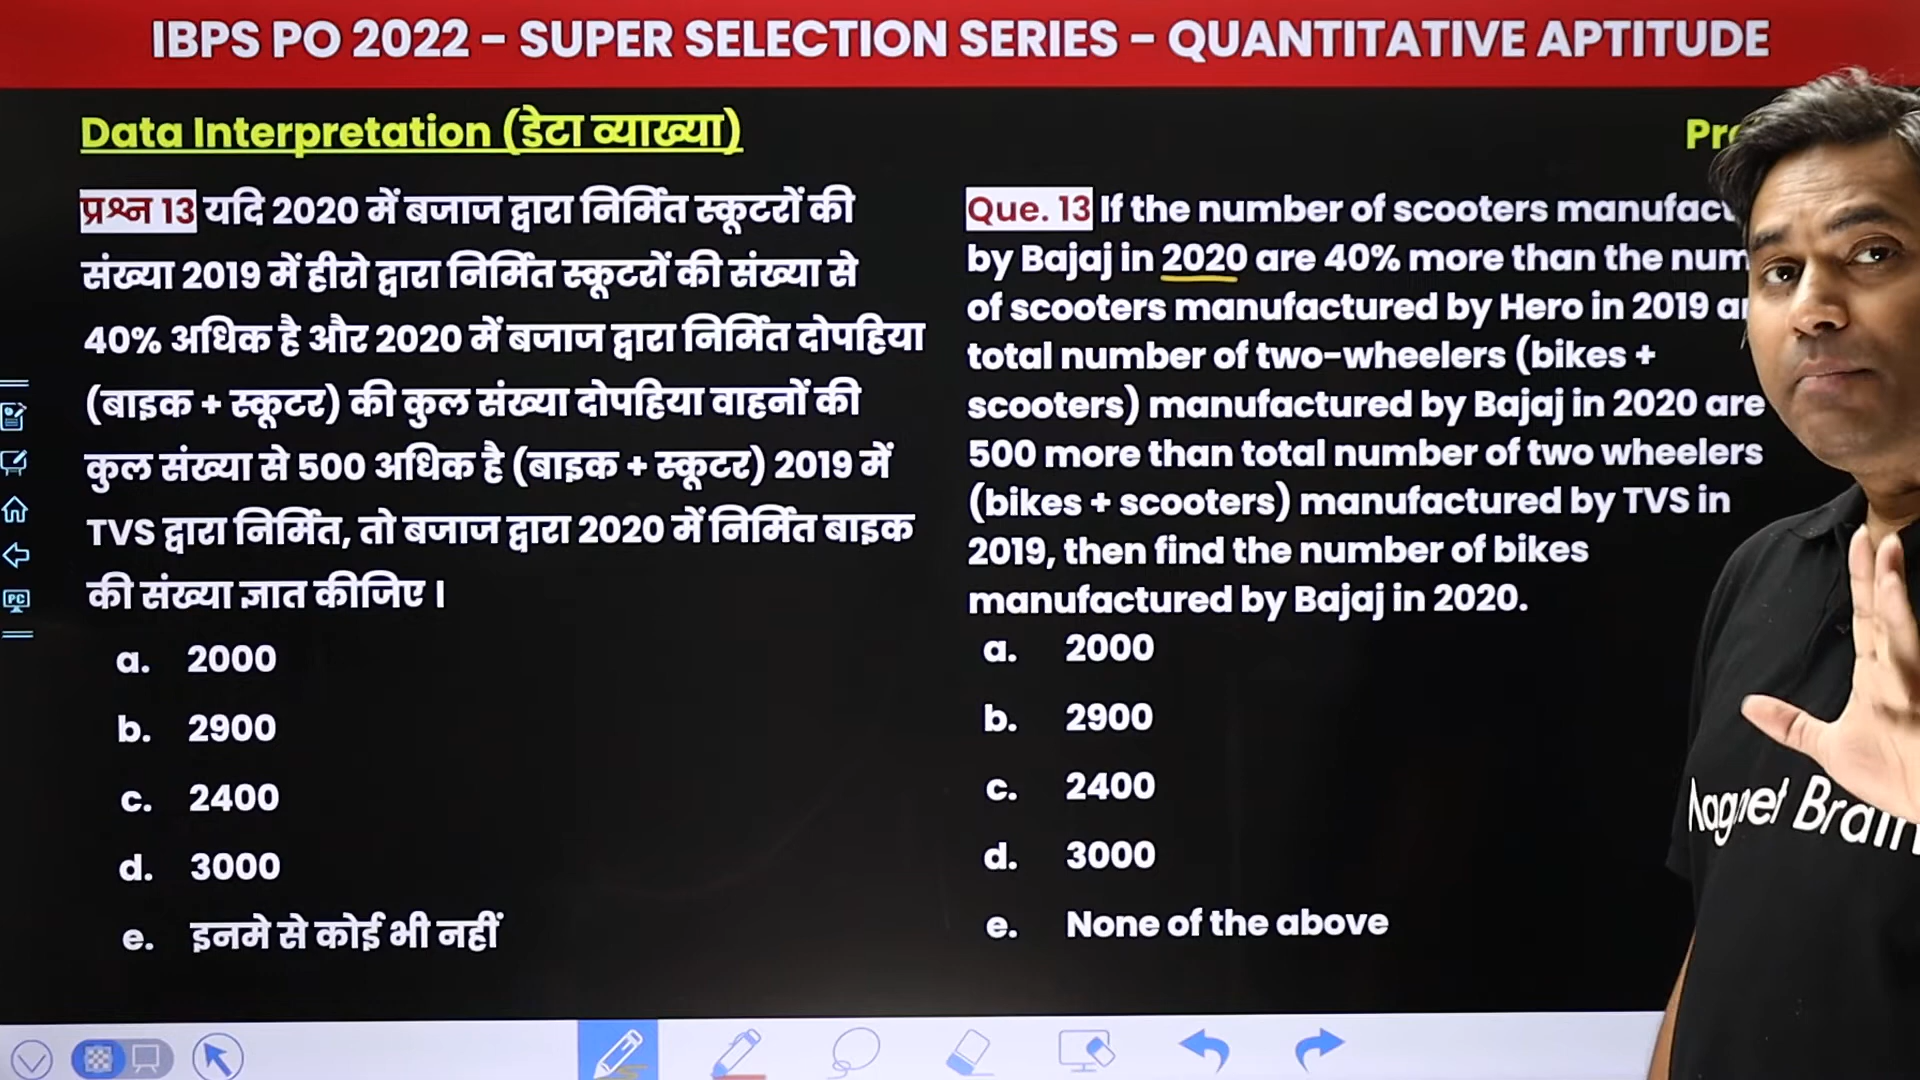 IBPS PO 2022 - SUPER SELECTION SERIES - QUANTITATIVE APTITUDE
Data Interpretation (डेटा व्याख्या)
प्रश्न 13 यदि 2020 में बजाज द्वारा निर्मित स्कूटरों की
संख्या 2019 में हीरो द्वारा निर्मित स्कूटरों की संख्या से
40% अधिक है और 2020 में बजाज द्वारा निर्मित दोपहिया
(बाइक + स्कूटर) की कुल संख्या दोपहिया वाहनों की
कुल संख्या से 500 अधिक है (बाइक + स्कूटर) 2019 में
TVS द्वारा निर्मित, तो बजाज द्वारा 2020 में निर्मित बाइक
की संख्या ज्ञात कीजिए ।
a. 2000
b. 2900
c. 2400
d. 3000
e. इनमे से कोई भी नहीं
Que. 13 If the number of scooters
by Bajaj in 2020 are 40% more than the
of scooters manufactured by Hero in 2019
total number of two-wheelers (bikes +
scooters) manufactured by Bajaj in 2020 are
500 more than total number of two wheelers
(bikes + scooters) manufactured by TVS in
2019, then find the number of bikes
manufactured by Bajaj in 2020.
a. 2000
b. 2900
c. 2400
d. 3000
e. None of the above
PC